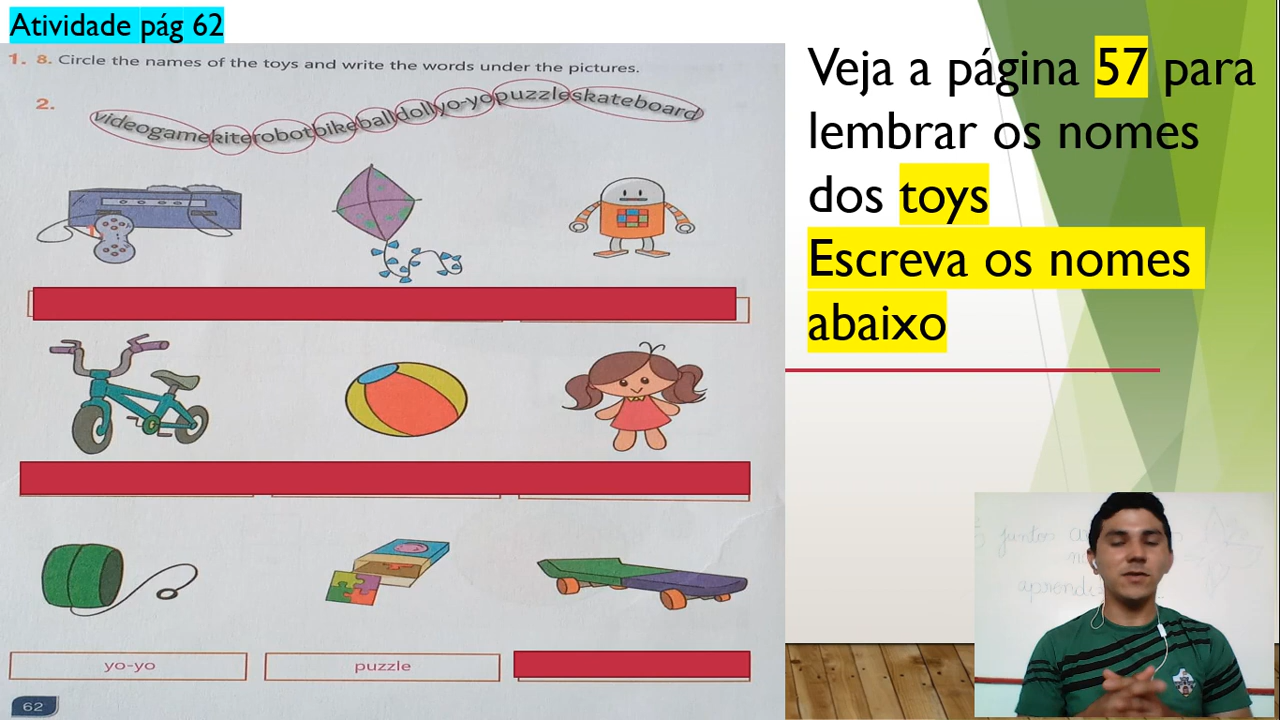 Atividade pág 62
1. 8. Circle the names of the toys and write the words under the pictures.
2.
videogamekiterobotbikeballdollyo-yopuzzleskateboard
yo-yo
puzzle
62
Veja a página 57 para
lembrar os nomes
dos toys
Escreva os nomes
abaixo
juntos